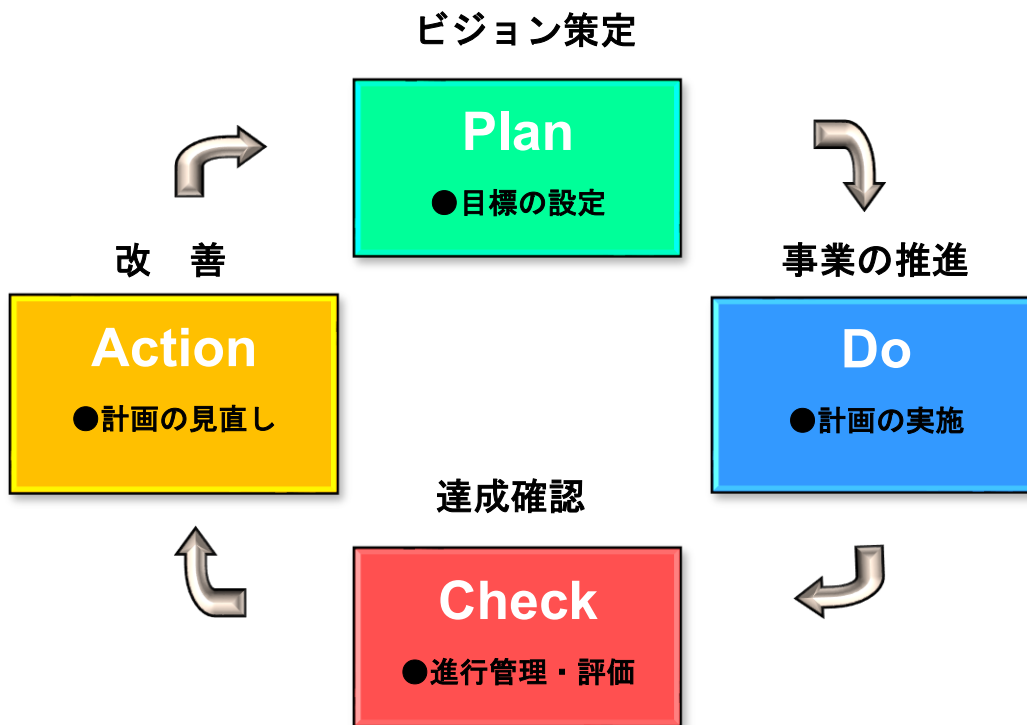 ビジョン策定
Plan
●目標の設定
事業の推進
Do
●計画の実施
達成確認
Check
●進行管理・評価
改　善
Action
●計画の見直し